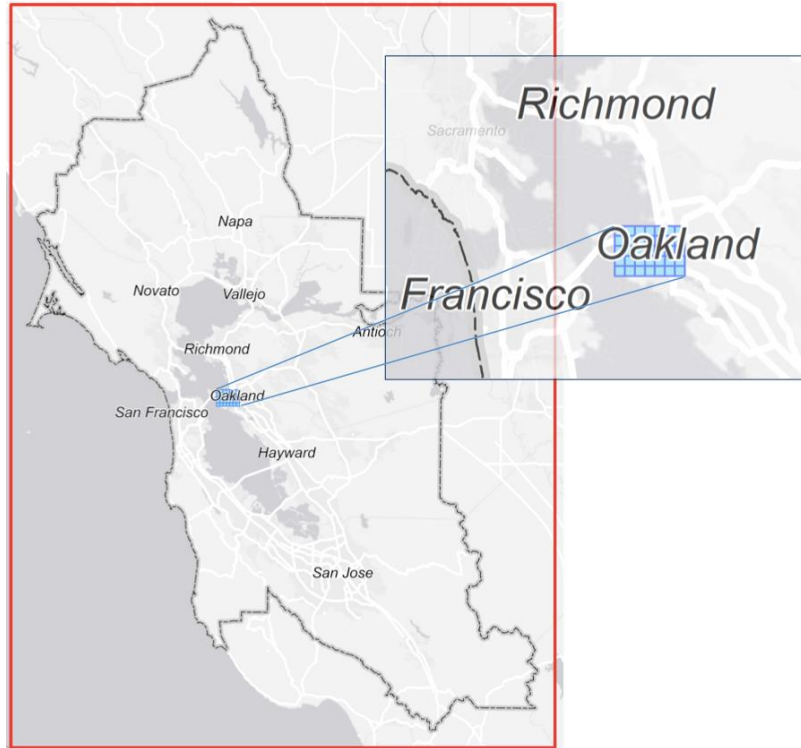 Richmond
Sacramento
Oakland
Francisco
Napa
Novato
Vallejo
Antioch
Richmond
Oakland
San Francisco
Hayward
San Jose